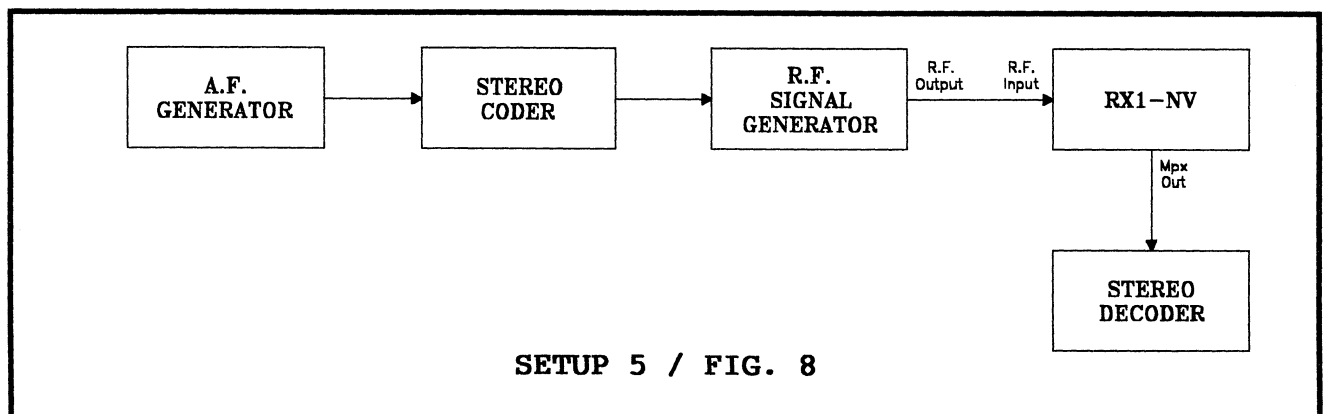 A.F.
GENERATOR
STEREO
CODER
R.F.
SIGNAL
GENERATOR
R.F.
Output
R.F.
Input
RX1-NV
Mpx
Out
STEREO
DECODER
SETUP 5 / FIG. 8